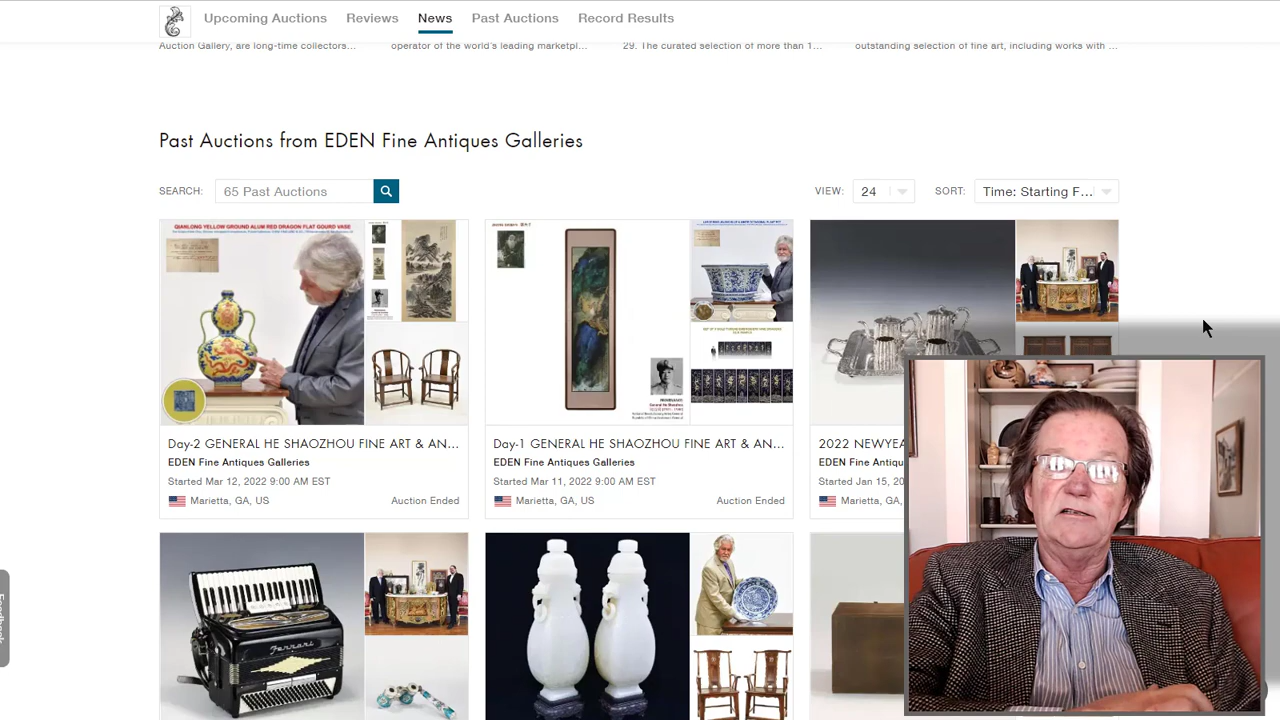 Upcoming Auctions Reviews News Past Auctions Record Results
Auction Gallery, are long-time collectors... operator of the world's leading marketpl... 29. The curated selection of more than 1... outstanding selection of fine art, including works with ...
Past Auctions from EDEN Fine Antiques Galleries
SEARCH: 65 Past Auctions VIEW: 24 SORT: Time: Starting F...
QIANLONG YELLOW GROUND ALUM RED DRAGON FLAT GOURD VASE
Day-2 GENERAL HE SHAOZHOU FINE ART & AN...
EDEN Fine Antiques Galleries
Started Mar 12, 2022 9:00 AM EST
Marietta, GA, US Auction Ended
Day-1 GENERAL HE SHAOZHOU FINE ART & AN...
EDEN Fine Antiques Galleries
Started Mar 11, 2022 9:00 AM EST
Marietta, GA, US Auction Ended
2022 NEWYEA
EDEN Fine Antiqu
Started Jan 15, 20
Marietta, GA
Ferrari
Feedback